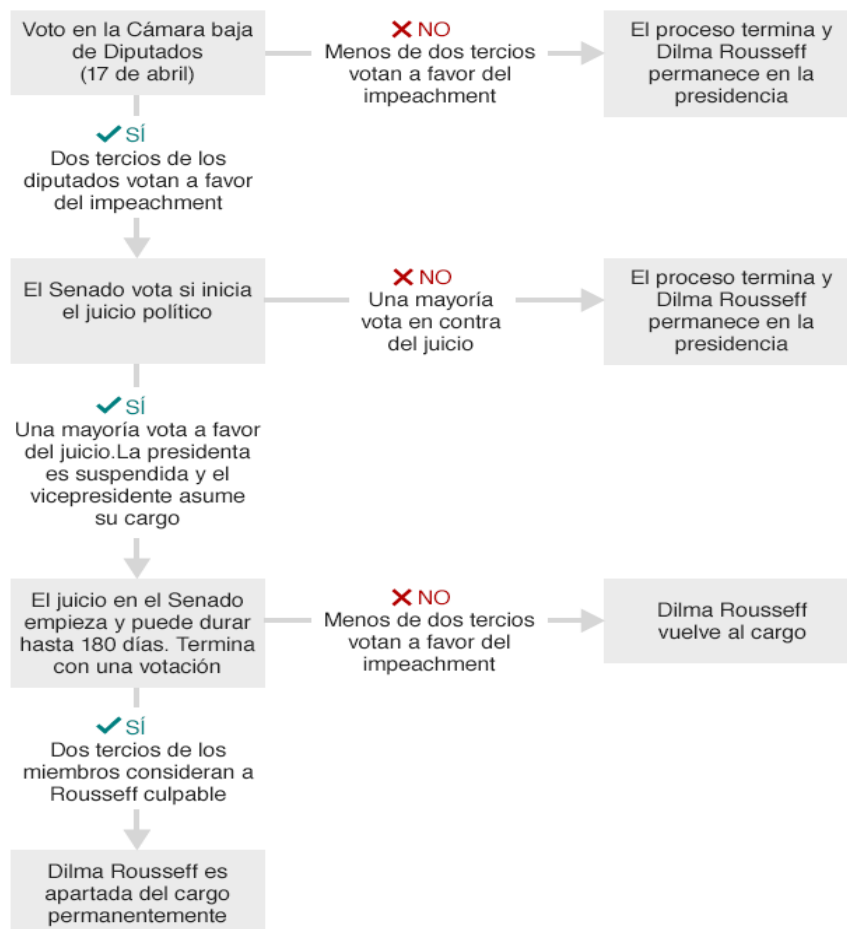 Voto en la Cámara baja
de Diputados
(17 de abril)
NO
Menos de dos tercios
votan a favor del
impeachment
El proceso termina y
Dilma Rousseff
permanece en la
presidencia
SÍ
Dos tercios de los
diputados votan a favor
del impeachment
El Senado vota si inicia
el juicio político
NO
Una mayoría
vota en contra
del juicio
El proceso termina y
Dilma Rousseff
permanece en la
presidencia
SÍ
Una mayoría vota a favor
del juicio.La presidenta
es suspendida y el
vicepresidente asume
su cargo
El juicio en el Senado
empieza y puede durar
hasta 180 días. Termina
con una votación
NO
Menos de dos tercios
votan a favor del
impeachment
Dilma Rousseff
vuelve al cargo
SÍ
Dos tercios de los
miembros consideran a
Rousseff culpable
Dilma Rousseff es
apartada del cargo
permanentemente